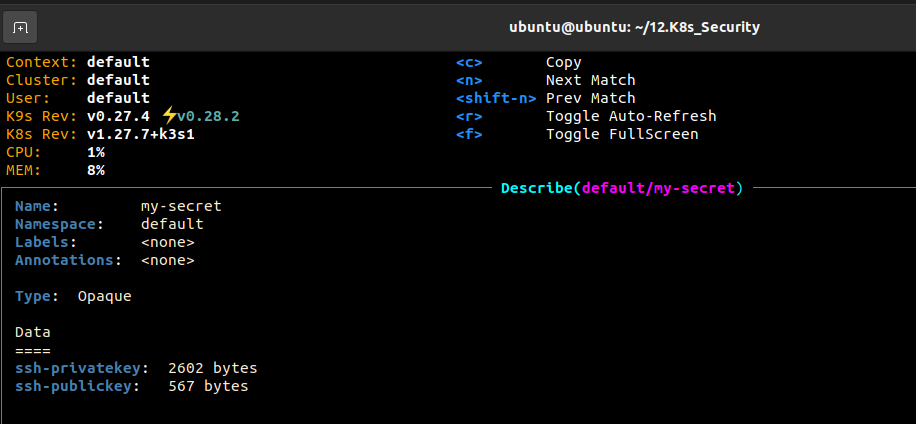 ubuntu@ubuntu: ~/12.K8s_Security
Context: default
Cluster: default
User: default
K9s Rev: v0.27.4 ⚡v0.28.2
K8s Rev: v1.27.7+k3s1
CPU: 1%
MEM: 8%
<c> Copy
<n> Next Match
<shift-n> Prev Match
<r> Toggle Auto-Refresh
<f> Toggle FullScreen
Describe(default/my-secret)
Name: my-secret
Namespace: default
Labels: <none>
Annotations: <none>
Type: Opaque
Data
====
ssh-privatekey: 2602 bytes
ssh-publickey: 567 bytes